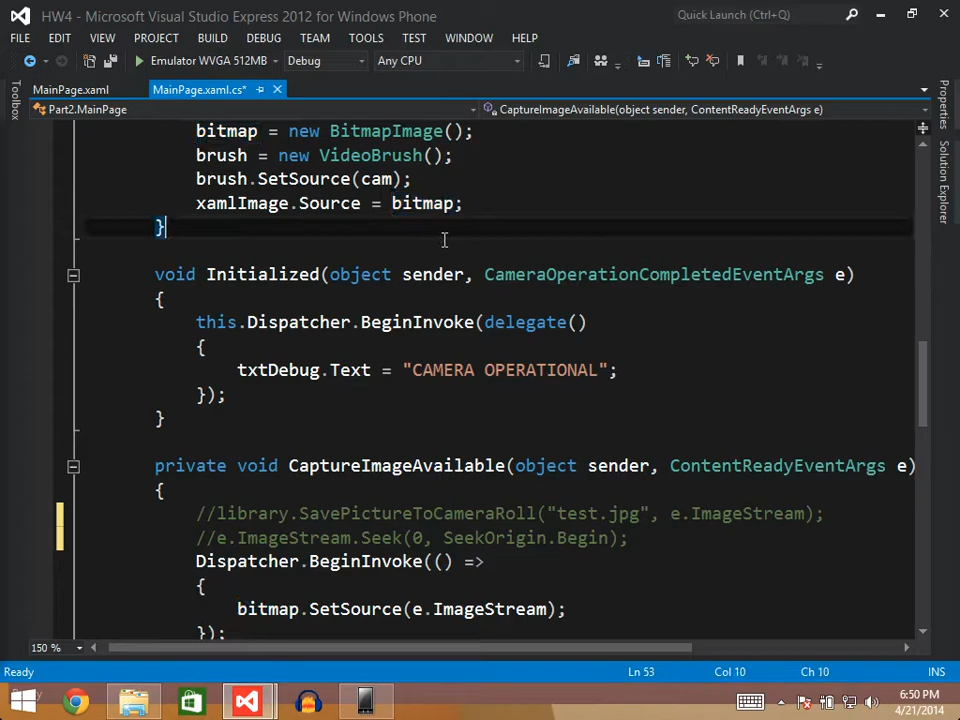 HW4 - Microsoft Visual Studio Express 2012 for Windows Phone
Quick Launch (Ctrl+Q)
FILE EDIT VIEW PROJECT BUILD DEBUG TEAM TOOLS TEST WINDOW HELP
Emulator WVGA 512MB Debug Any CPU
MainPage.xaml MainPage.xaml.cs*
Part2.MainPage CaptureImageAvailable(object sender, ContentReadyEventArgs e)
Toolbox
Properties
Solution Explorer
bitmap = new BitmapImage();
brush = new VideoBrush();
brush.SetSource(cam);
xamlImage.Source = bitmap;
}
void Initialized(object sender, CameraOperationCompletedEventArgs e)
{
this.Dispatcher.BeginInvoke(delegate()
{
txtDebug.Text = "CAMERA OPERATIONAL";
});
}
private void CaptureImageAvailable(object sender, ContentReadyEventArgs e)
{
//library.SavePictureToCameraRoll("test.jpg", e.ImageStream);
//e.ImageStream.Seek(0, SeekOrigin.Begin);
Dispatcher.BeginInvoke(() =>
{
bitmap.SetSource(e.ImageStream);
});
150 %
Ready Ln 53 Col 10 Ch 10 INS
6:50 PM
4/21/2014